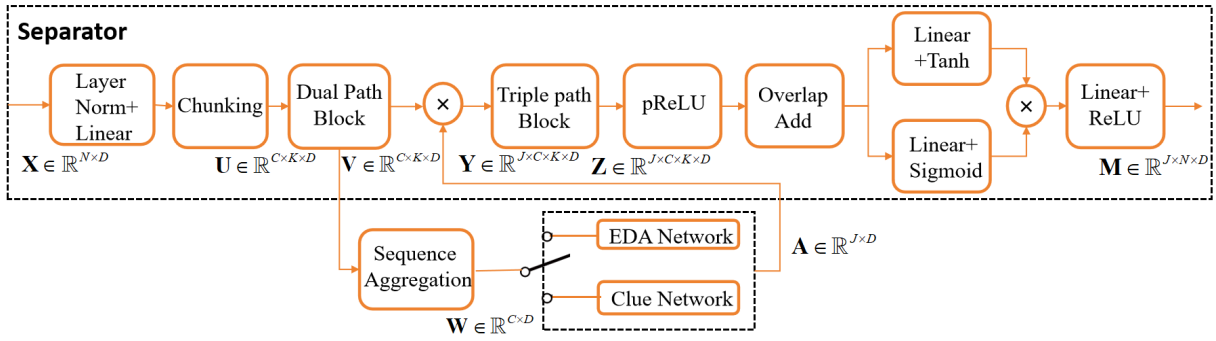 Separator
Layer
Norm+
Linear
Chunking
Dual Path
Block
×
Triple path
Block
pReLU
Overlap
Add
Linear
+Tanh
Linear+
Sigmoid
×
Linear+
ReLU
X ∈ ℝ^{N×D}
U ∈ ℝ^{C×K×D}
V ∈ ℝ^{C×K×D}
Y ∈ ℝ^{J×C×K×D}
Z ∈ ℝ^{J×C×K×D}
M ∈ ℝ^{J×N×D}
Sequence
Aggregation
W ∈ ℝ^{C×D}
EDA Network
Clue Network
A ∈ ℝ^{J×D}